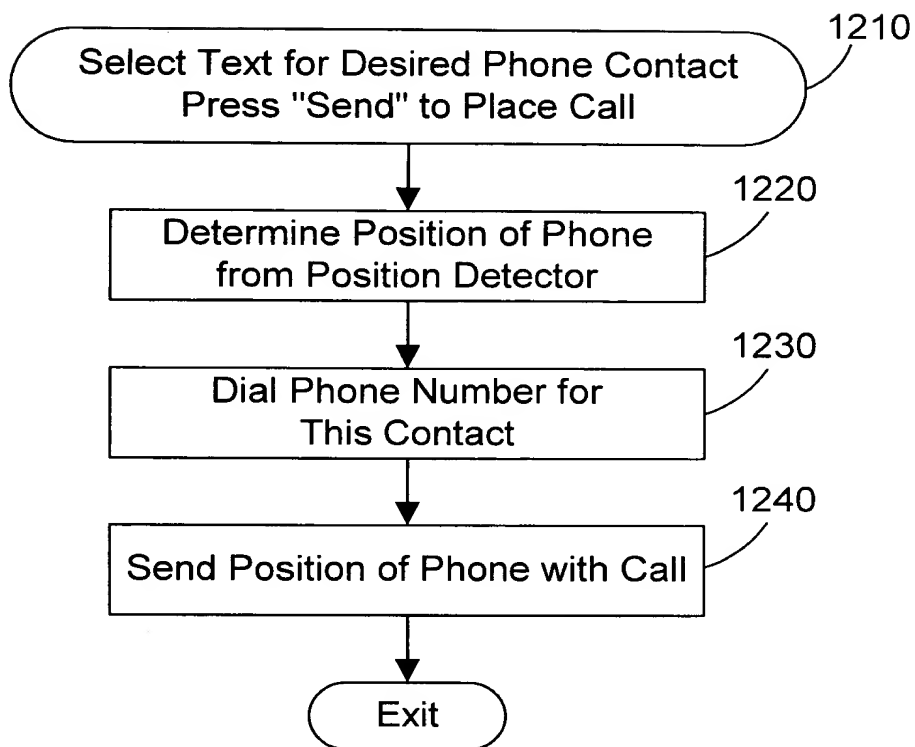 1210
Select Text for Desired Phone Contact
Press "Send" to Place Call
1220
Determine Position of Phone
from Position Detector
1230
Dial Phone Number for
This Contact
1240
Send Position of Phone with Call
Exit